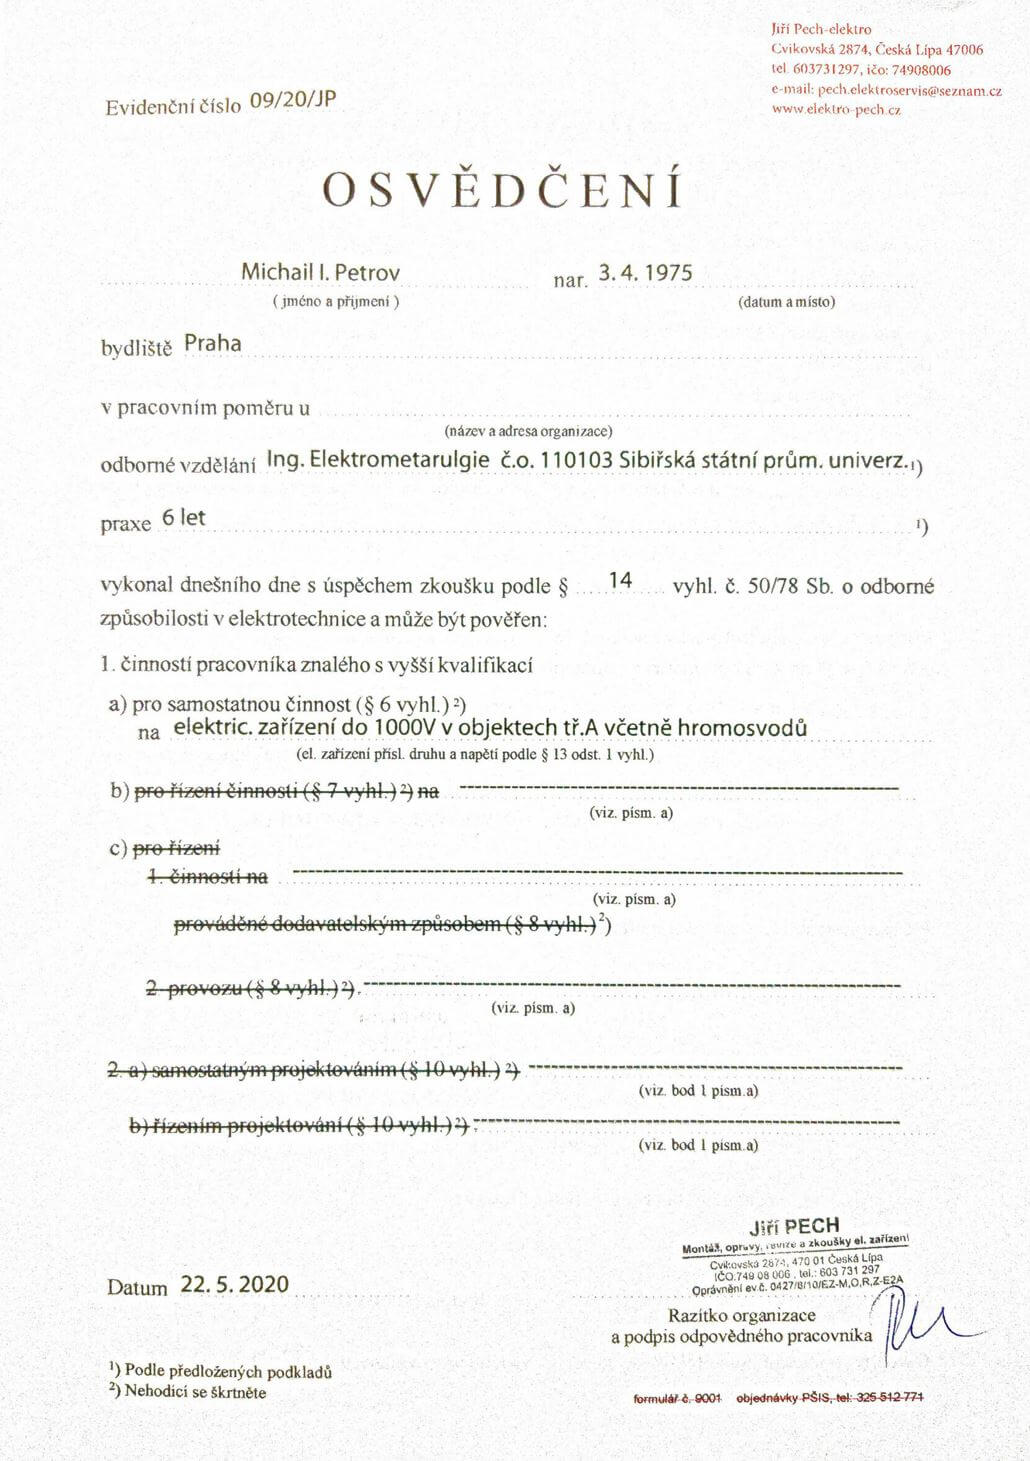 Jiří Pech-elektro
Cvikovská 2874, Česká Lípa 47006
tel. 603731297, ičo: 74908006
e-mail: pech.elektroservis@seznam.cz
www.elektro-pech.cz
Evidenční číslo 09/20/JP
OSVĚDČENÍ
Michail I. Petrov nar. 3. 4. 1975
( jméno a příjmení ) (datum a místo)
bydliště Praha
v pracovním poměru u
(název a adresa organizace)
odborné vzdělání Ing. Elektrometarulgie č.o. 110103 Sibiřská státní prům. univerz. 1)
praxe 6 let 1)
vykonal dnešního dne s úspěchem zkoušku podle § 14 vyhl. č. 50/78 Sb. o odborné
způsobilosti v elektrotechnice a může být pověřen:
1. činností pracovníka znalého s vyšší kvalifikací
a) pro samostatnou činnost (§ 6 vyhl.) 2)
na elektric. zařízení do 1000V v objektech tř.A včetně hromosvodů
(el. zařízení přísl. druhu a napětí podle § 13 odst. 1 vyhl.)
b) pro řízení činnosti (§ 7 vyhl.) 2) na
(viz. písm. a)
c) pro řízení
1. činností na
(viz. písm. a)
prováděné dodavatelským způsobem (§ 8 vyhl.) 2)
2. provozu (§ 8 vyhl.) 2).
(viz. písm. a)
2. a) samostatným projektováním (§ 10 vyhl.) 2)
(viz. bod 1 písm.a)
b) řízením projektování (§ 10 vyhl.) 2).
(viz. bod 1 písm.a)
Jiří PECH
Montáž, opravy, revize a zkoušky el. zařízení
Cvikovská 2874, 470 01 Česká Lípa
IČO:749 08 006, tel.: 603 731 297
Oprávnění ev.č. 0427/8/10/EZ-M,O,R,Z-E2A
Datum 22. 5. 2020
Razítko organizace
a podpis odpovědného pracovníka
1) Podle předložených podkladů
2) Nehodící se škrtněte
formulář č. 9001 objednávky PŠIS, tel: 325 512 771